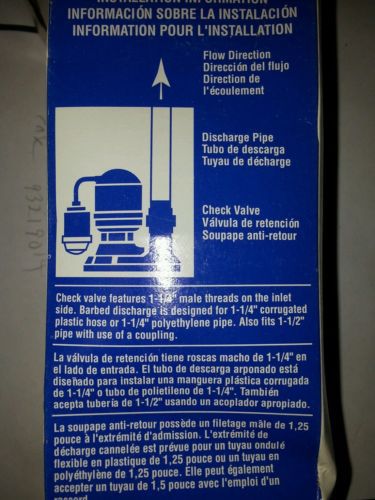 INSTALLATION INFORMATION
INFORMACIÓN SOBRE LA INSTALACIÓN
INFORMATION POUR L'INSTALLATION
Flow Direction
Dirección del flujo
Direction de
l'écoulement
Discharge Pipe
Tubo de descarga
Tuyau de décharge
Check Valve
Válvula de retención
Soupape anti-retour
Check valve features 1-1/4" male threads on the inlet
side. Barbed discharge is designed for 1-1/4" corrugated
plastic hose or 1-1/4" polyethylene pipe. Also fits 1-1/2"
pipe with use of a coupling.
La válvula de retención tiene roscas macho de 1-1/4" en
el lado de entrada. El tubo de descarga arponado está
diseñado para instalar una manguera plástica corrugada
de 1-1/4" o tubo de polietileno de 1-1/4". También
acepta tubería de 1-1/2" usando un acoplador apropiado.
La soupape anti-retour possède un filetage mâle de 1,25
pouce à l'extrémité d'admission. L'extrémité de
décharge cannelée est prévue pour un tuyau ondulé
flexible en plastique de 1,25 pouce ou un tuyau en
polyéthylène de 1,25 pouce. Elle peut également
accepter un tuyau de 1,5 pouce avec l'emploi d'un
raccord.